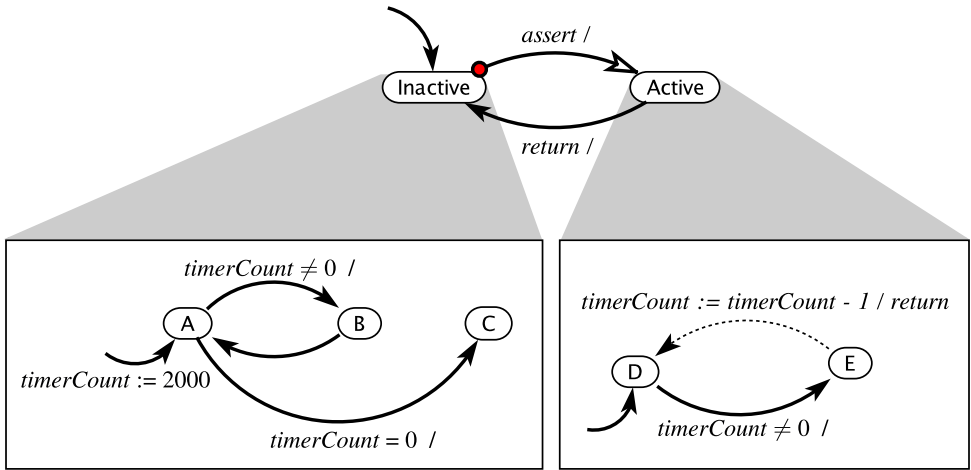 assert /
Inactive
Active
return /
timerCount ≠ 0 /
A
B
C
timerCount := 2000
timerCount = 0 /
timerCount := timerCount - 1 / return
D
E
timerCount ≠ 0 /